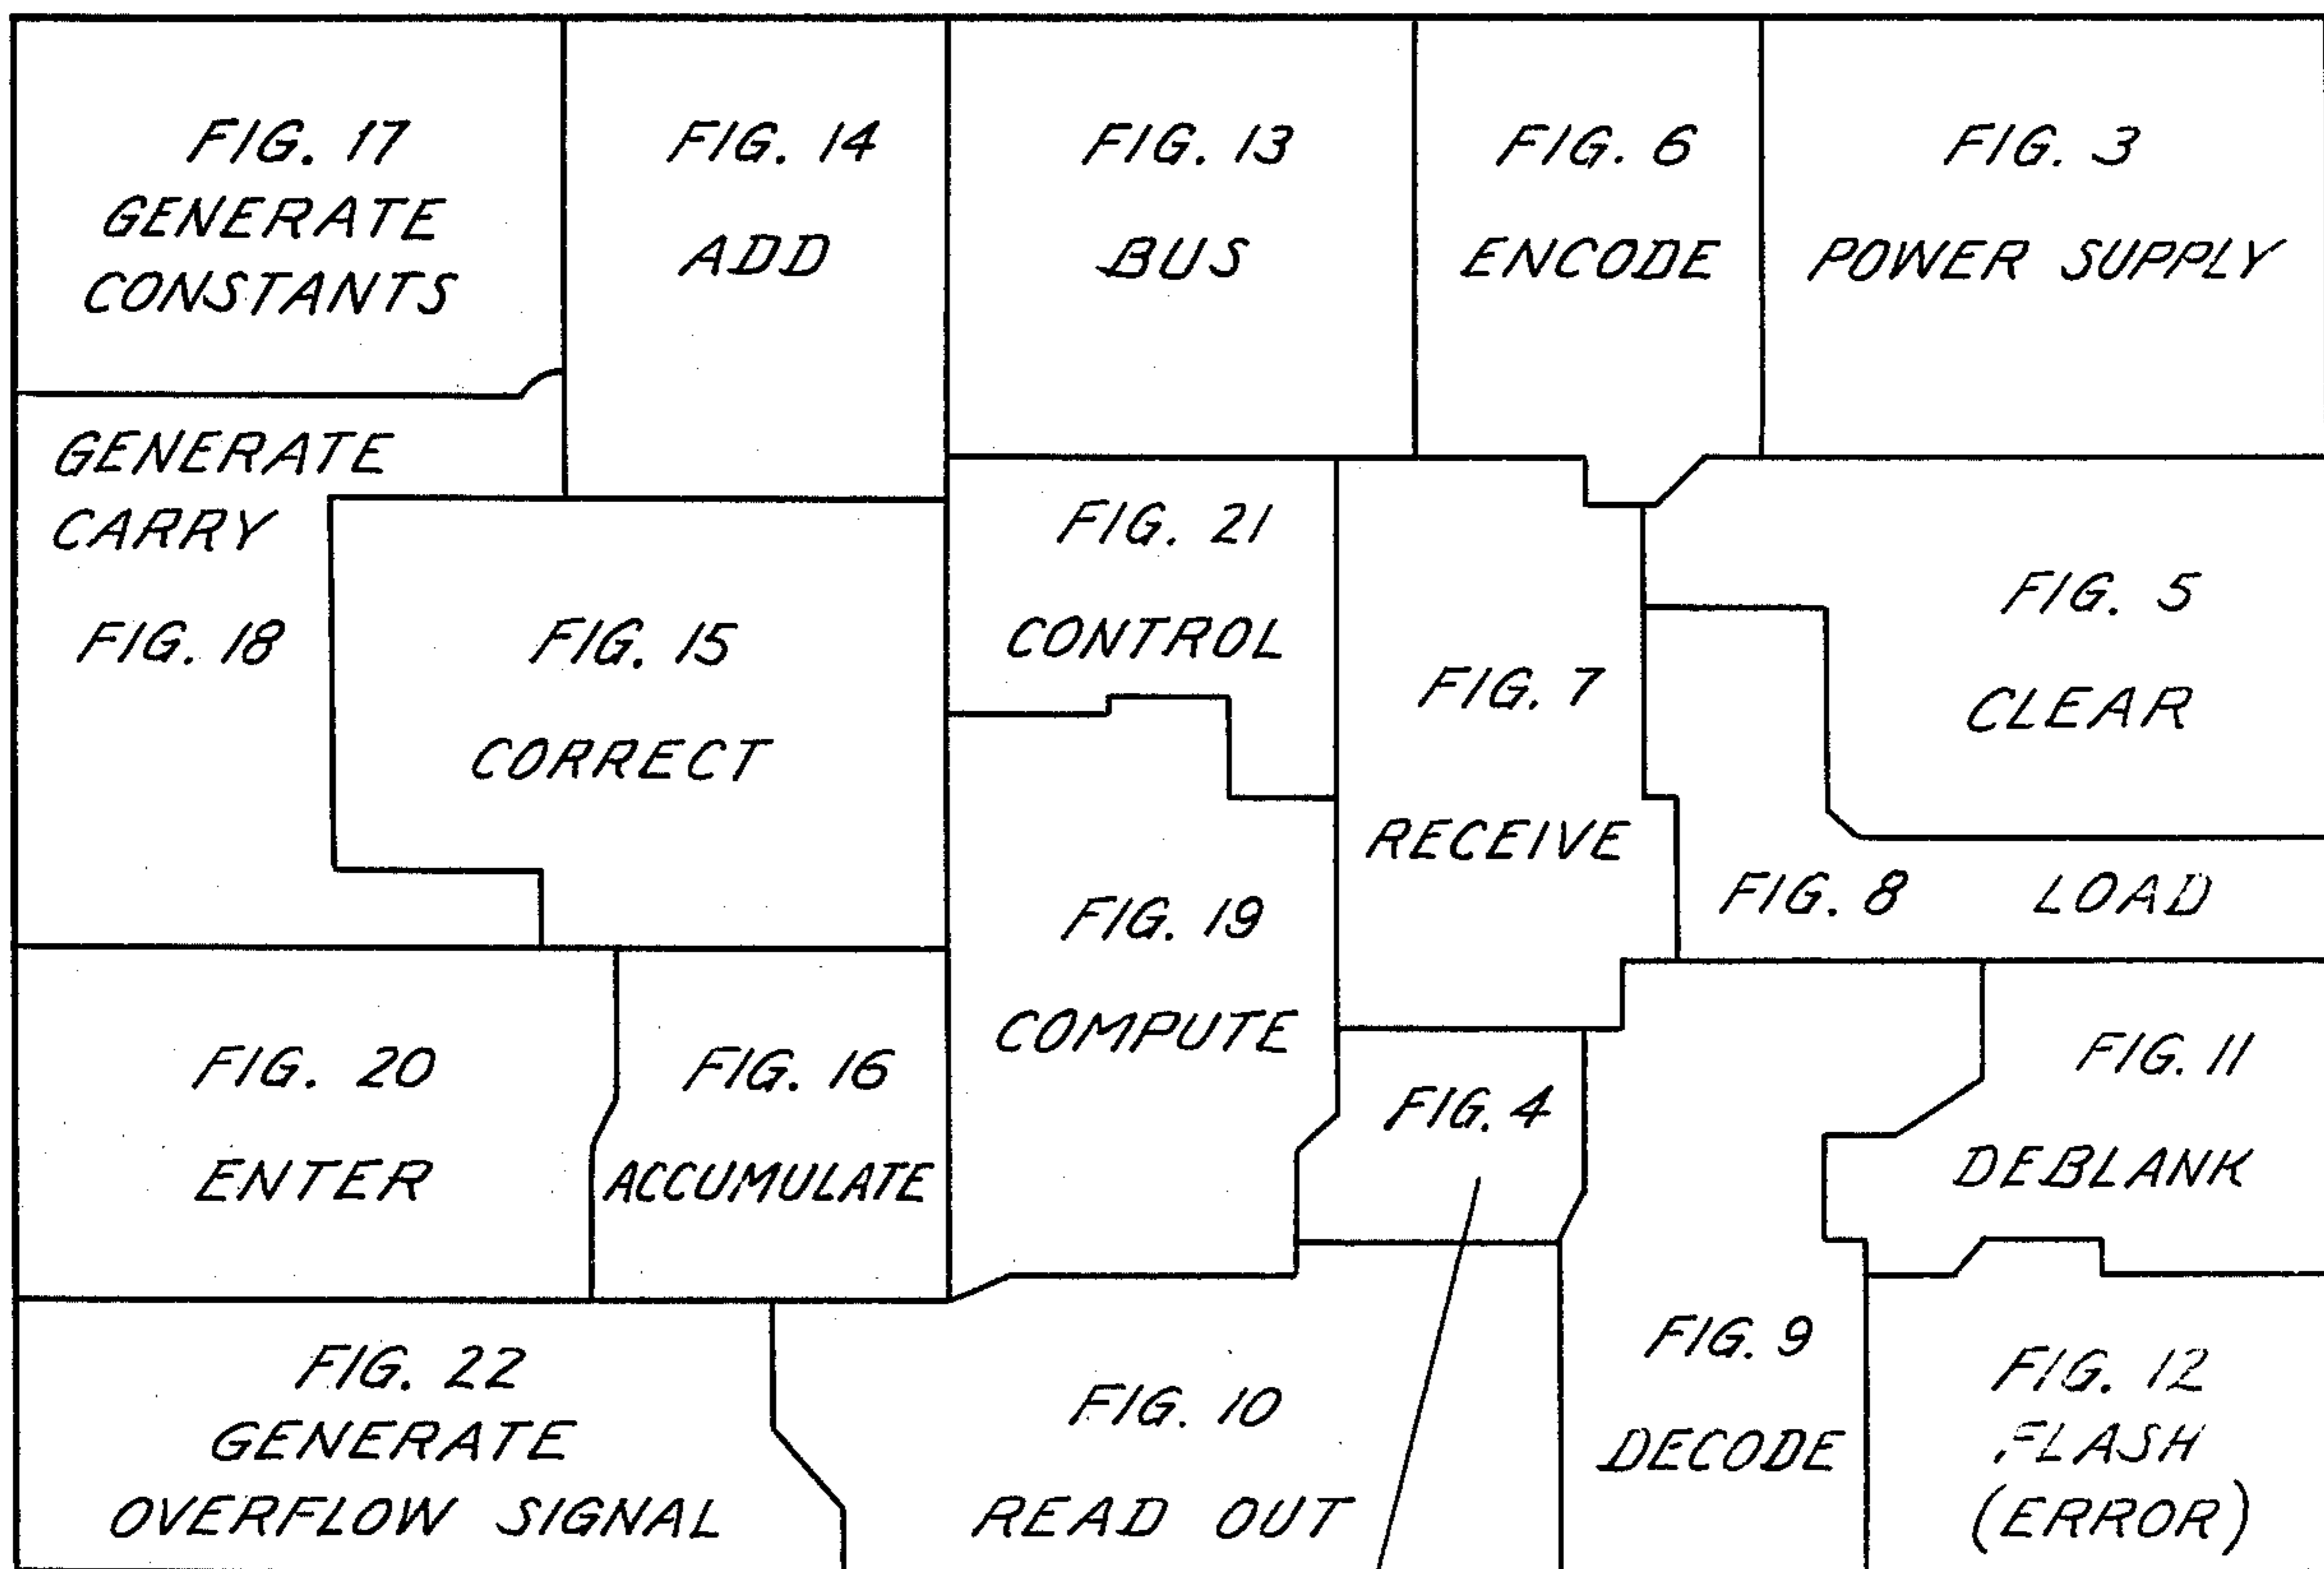 FIG. 17
GENERATE
CONSTANTS
FIG. 14
ADD
FIG. 13
BUS
FIG. 6
ENCODE
FIG. 3
POWER SUPPLY
GENERATE
CARRY
FIG. 18
FIG. 15
CORRECT
FIG. 21
CONTROL
FIG. 7
RECEIVE
FIG. 5
CLEAR
FIG. 8 LOAD
FIG. 19
COMPUTE
FIG. 20
ENTER
FIG. 16
ACCUMULATE
FIG. 4
FIG. 11
DEBLANK
FIG. 22
GENERATE
OVERFLOW SIGNAL
FIG. 10
READ OUT
FIG. 9
DECODE
FIG. 12
FLASH
(ERROR)